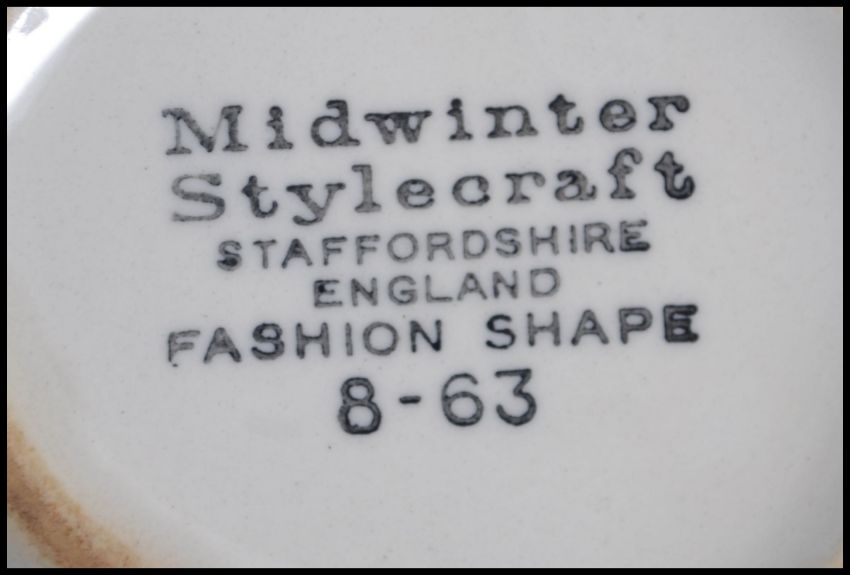 Midwinter
Stylecraft
STAFFORDSHIRE
ENGLAND
FASHION SHAPE
8-63